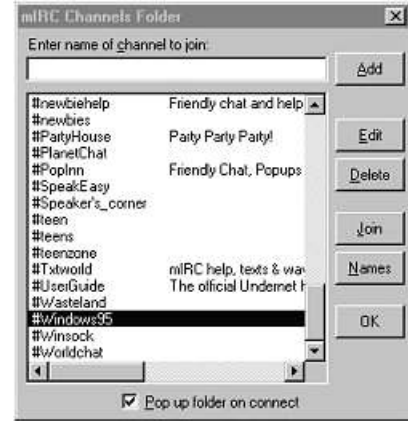 mIRC Channels Folder
Enter name of channel to join:
Add
#newbiehelp Friendly chat and help
#newbies
#PartyHouse Party Party Party!
#PlanetChat
#PopInn Friendly Chat, Popups
#SpeakEasy
#Speaker's_corner
#teen
#teens
#teenzone
#Txtworld mIRC help, texts & wav
#UserGuide The official Undernet
#Wasteland
#Windows95
#Winsock
#Worldchat
Edit
Delete
Join
Names
OK
Pop up folder on connect